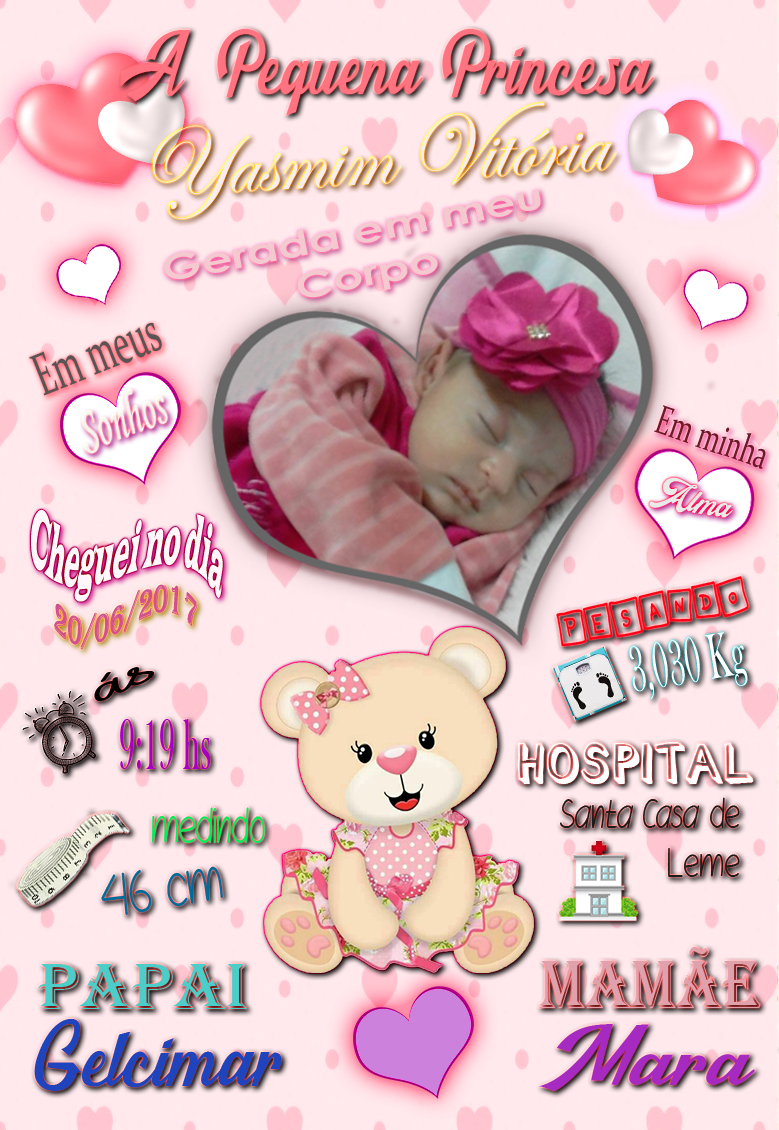 A Pequena Princesa
Yasmim Vitória
Gerada em meu
Corpo
Em meus
Sonhos
Em minha
Alma
Cheguei no dia
20/06/2017
ás
9:19 hs
PESANDO
3,030 Kg
medindo
46 cm
HOSPITAL
Santa Casa de
Leme
PAPAI
Gelcimar
MAMÃE
Mara